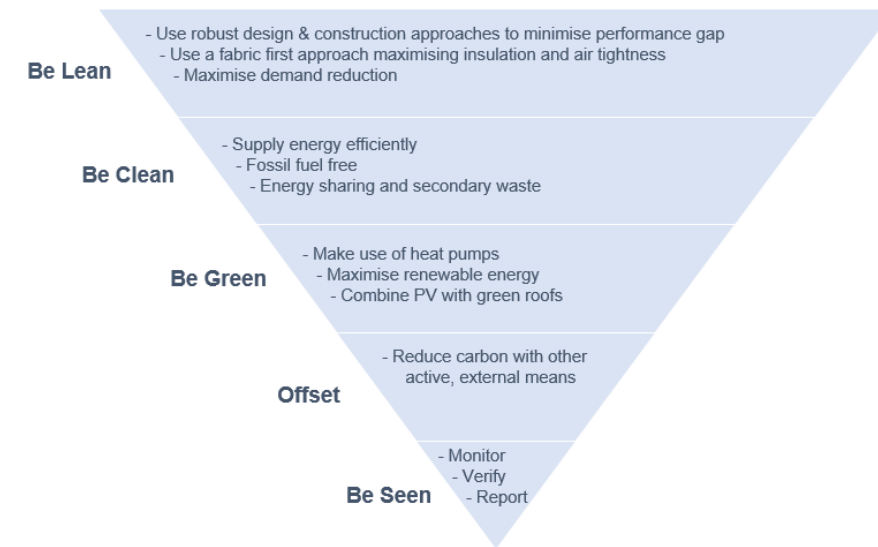 - Use robust design & construction approaches to minimise performance gap
- Use a fabric first approach maximising insulation and air tightness
Be Lean
- Maximise demand reduction
- Supply energy efficiently
- Fossil fuel free
Be Clean
- Energy sharing and secondary waste
- Make use of heat pumps
- Maximise renewable energy
Be Green
- Combine PV with green roofs
- Reduce carbon with other
active, external means
Offset
- Monitor
- Verify
Be Seen
- Report